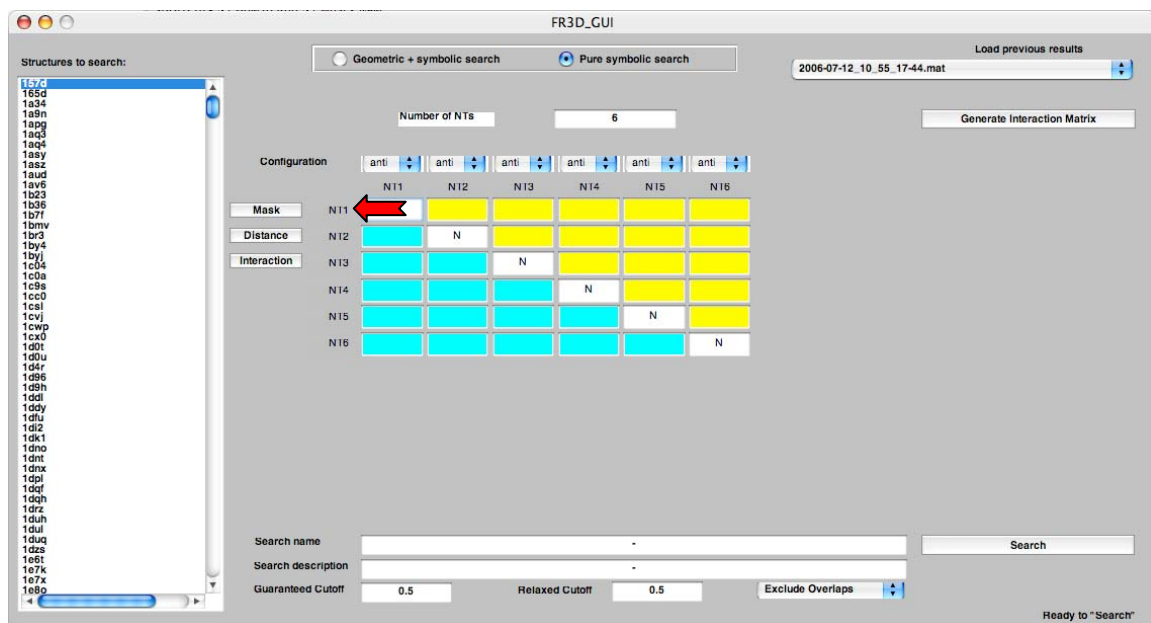 FR3D_GUI
Structures to search:
Geometric + symbolic search
Pure symbolic search
Load previous results
2006-07-12_10_55_17-44.mat
Number of NTs
6
Generate Interaction Matrix
Configuration
anti anti anti anti anti anti
NT1 NT2 NT3 NT4 NT5 NT6
Mask NT1
Distance NT2 N
Interaction NT3 N
NT4 N
NT5 N
NT6 N
157d
165d
1a34
1a9n
1apg
1aq3
1aq4
1asy
1asz
1aud
1av6
1b23
1b36
1b7f
1bmv
1br3
1by4
1byj
1c04
1c0a
1c9s
1cc0
1csl
1cvj
1cwp
1cx0
1d0t
1d0u
1d4r
1d96
1d9h
1ddl
1ddy
1dfu
1di2
1dk1
1dno
1dnt
1dnx
1dpl
1dqf
1dqh
1drz
1duh
1dul
1duq
1dzs
1e6t
1e7k
1e7x
1e8o
Search name -
Search
Search description -
Guaranteed Cutoff 0.5 Relaxed Cutoff 0.5 Exclude Overlaps
Ready to "Search"